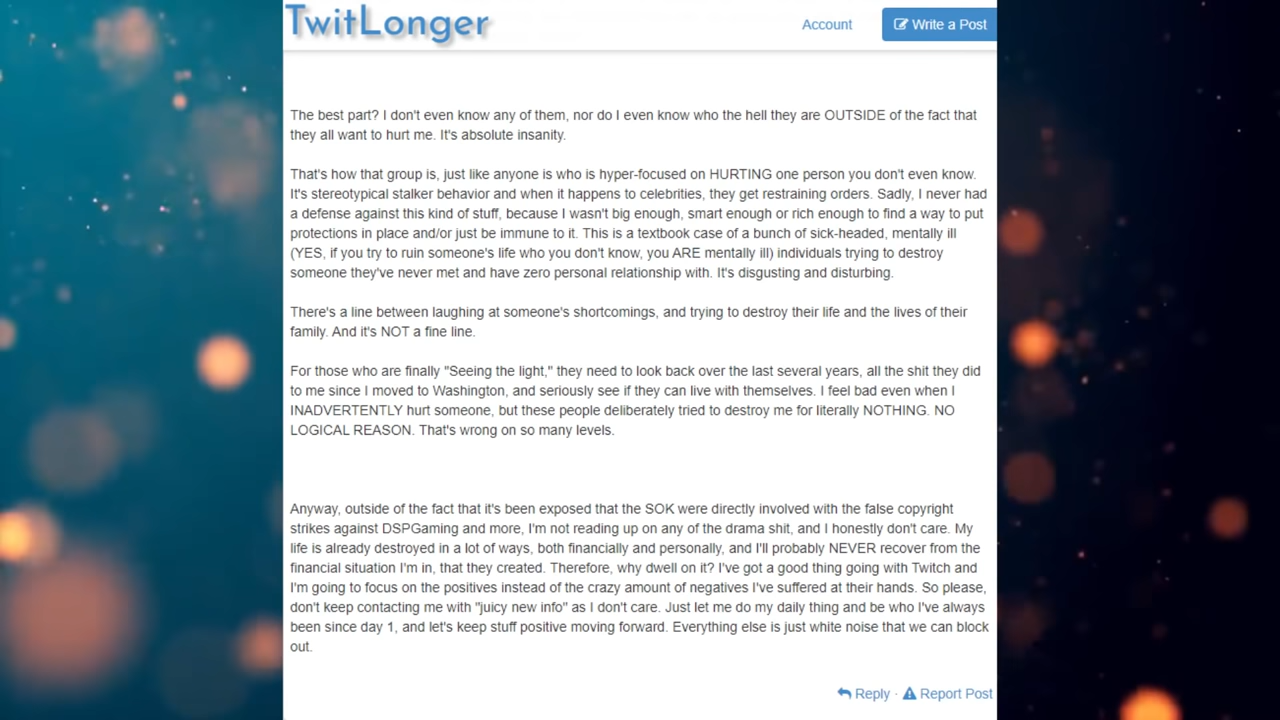 TwitLonger
Account
Write a Post
The best part? I don't even know any of them, nor do I even know who the hell they are OUTSIDE of the fact that
they all want to hurt me. It's absolute insanity.
That's how that group is, just like anyone is who is hyper-focused on HURTING one person you don't even know.
It's stereotypical stalker behavior and when it happens to celebrities, they get restraining orders. Sadly, I never had
a defense against this kind of stuff, because I wasn't big enough, smart enough or rich enough to find a way to put
protections in place and/or just be immune to it. This is a textbook case of a bunch of sick-headed, mentally ill
(YES, if you try to ruin someone's life who you don't know, you ARE mentally ill) individuals trying to destroy
someone they've never met and have zero personal relationship with. It's disgusting and disturbing.
There's a line between laughing at someone's shortcomings, and trying to destroy their life and the lives of their
family. And it's NOT a fine line.
For those who are finally "Seeing the light," they need to look back over the last several years, all the shit they did
to me since I moved to Washington, and seriously see if they can live with themselves. I feel bad even when I
INADVERTENTLY hurt someone, but these people deliberately tried to destroy me for literally NOTHING. NO
LOGICAL REASON. That's wrong on so many levels.
Anyway, outside of the fact that it's been exposed that the SOK were directly involved with the false copyright
strikes against DSPGaming and more, I'm not reading up on any of the drama shit, and I honestly don't care. My
life is already destroyed in a lot of ways, both financially and personally, and I'll probably NEVER recover from the
financial situation I'm in, that they created. Therefore, why dwell on it? I've got a good thing going with Twitch and
I'm going to focus on the positives instead of the crazy amount of negatives I've suffered at their hands. So please,
don't keep contacting me with "juicy new info" as I don't care. Just let me do my daily thing and be who I've always
been since day 1, and let's keep stuff positive moving forward. Everything else is just white noise that we can block
out.
Reply · Report Post